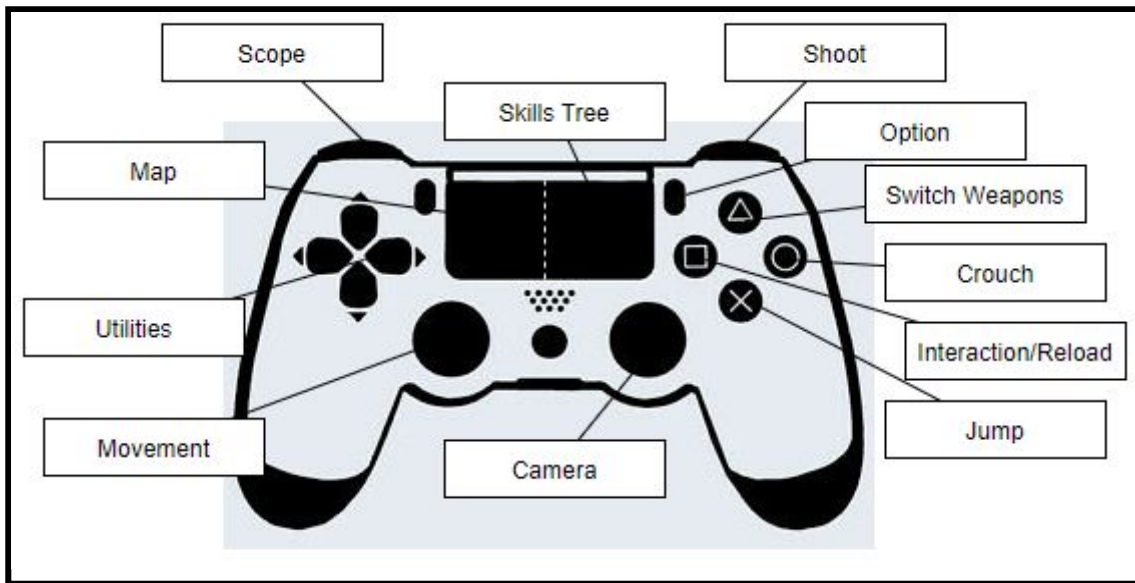 Scope
Shoot
Skills Tree
Option
Map
Switch Weapons
Crouch
Utilities
Interaction/Reload
Jump
Movement
Camera